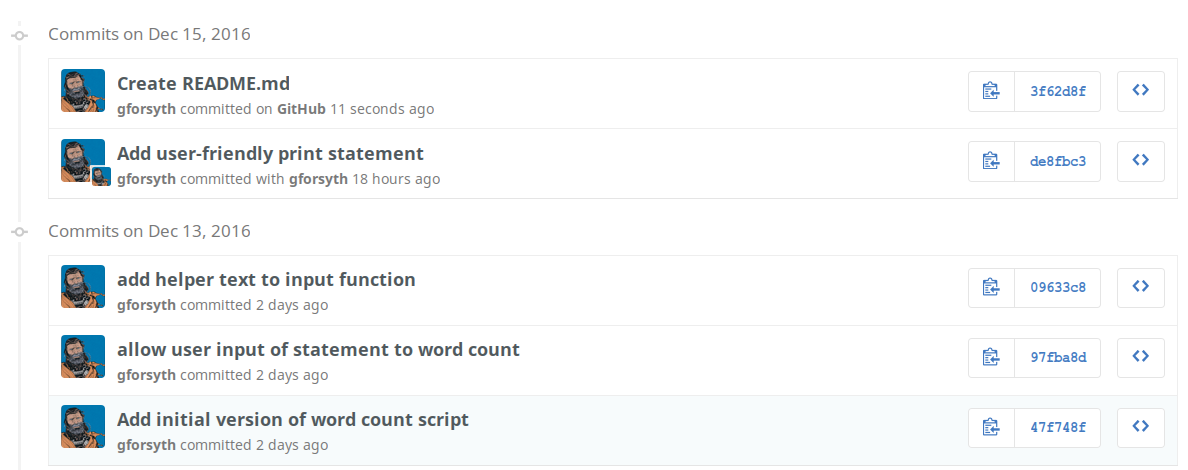 Commits on Dec 15, 2016
Create README.md
3f62d8f
gforsyth committed on GitHub 11 seconds ago
Add user-friendly print statement
de8fbc3
gforsyth committed with gforsyth 18 hours ago
Commits on Dec 13, 2016
add helper text to input function
09633c8
gforsyth committed 2 days ago
allow user input of statement to word count
97fba8d
gforsyth committed 2 days ago
Add initial version of word count script
47f748f
gforsyth committed 2 days ago